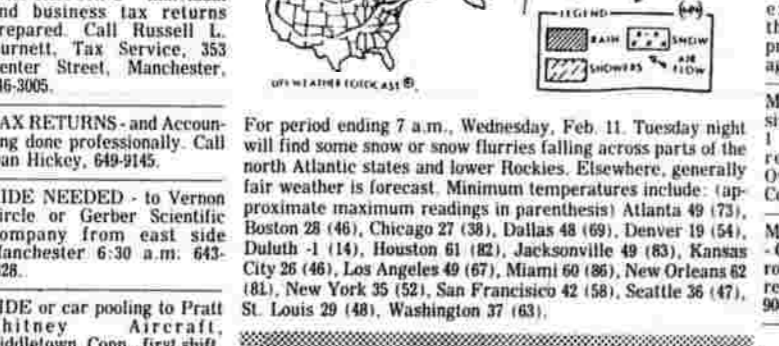 nd business tax returns
repared. Call Russell L.
urnett, Tax Service, 353
enter Street, Manchester,
46-3005.
AX RETURNS - and Accoun-
ng done professionally. Call
an Hickey, 649-9145.
IDE NEEDED - to Vernon
ircle or Gerber Scientific
ompany from east side
anchester 6:30 a.m. 643-
28..
IDE or car pooling to Pratt
hitney Aircraft,
iddletown, Conn., first shift.
LEGEND
RAIN
SNOW
SHOWERS
AIR
FLOW
UPI WEATHER FOTOCAST ®
For period ending 7 a.m., Wednesday, Feb. 11. Tuesday night
will find some snow or snow flurries falling across parts of the
north Atlantic states and lower Rockies. Elsewhere, generally
fair weather is forecast. Minimum temperatures include: (ap-
proximate maximum readings in parenthesis) Atlanta 49 (73),
Boston 28 (46), Chicago 27 (38), Dallas 48 (69), Denver 19 (54),
Duluth -1 (14), Houston 61 (82), Jacksonville 49 (83), Kansas
City 26 (46), Los Angeles 49 (67), Miami 60 (86), New Orleans 62
(81), New York 35 (52), San Francisico 42 (58), Seattle 36 (47),
St. Louis 29 (48), Washington 37 (63).